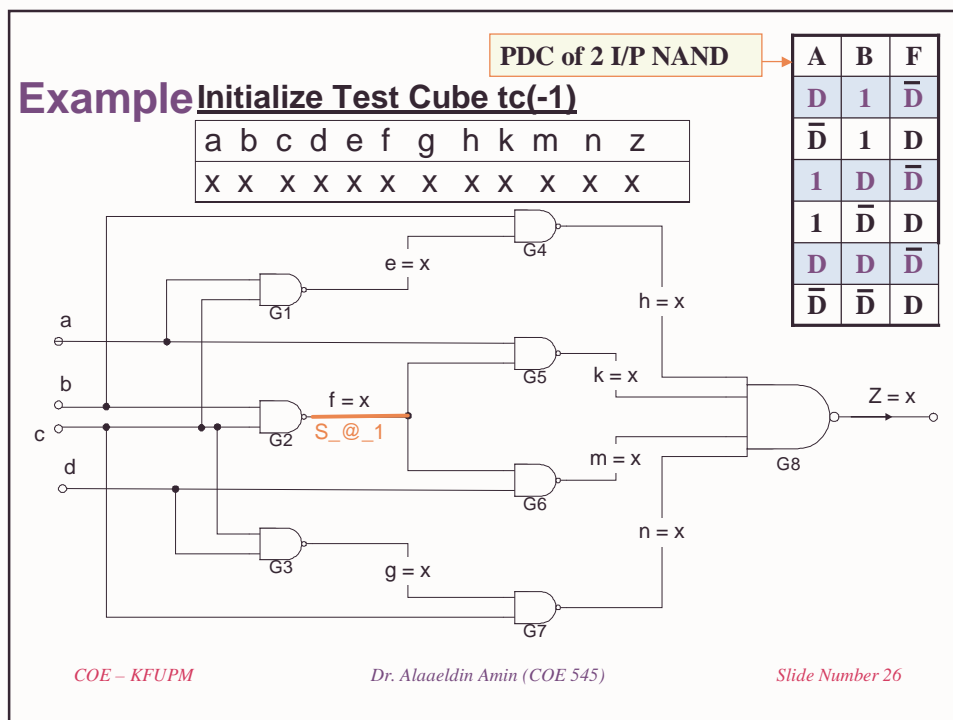 PDC of 2 I/P NAND
A B F
D 1 D̅
D̅ 1 D
1 D D̅
1 D̅ D
D D D̅
D̅ D̅ D
Example Initialize Test Cube tc(-1)
a b c d e f g h k m n z
x x x x x x x x x x x x
G4
e = x
G1
h = x
a
G5
k = x
b
f = x
Z = x
c
G2
S_@_1
d
m = x
G8
G6
n = x
G3
g = x
G7
COE – KFUPM
Dr. Alaaeldin Amin (COE 545)
Slide Number 26